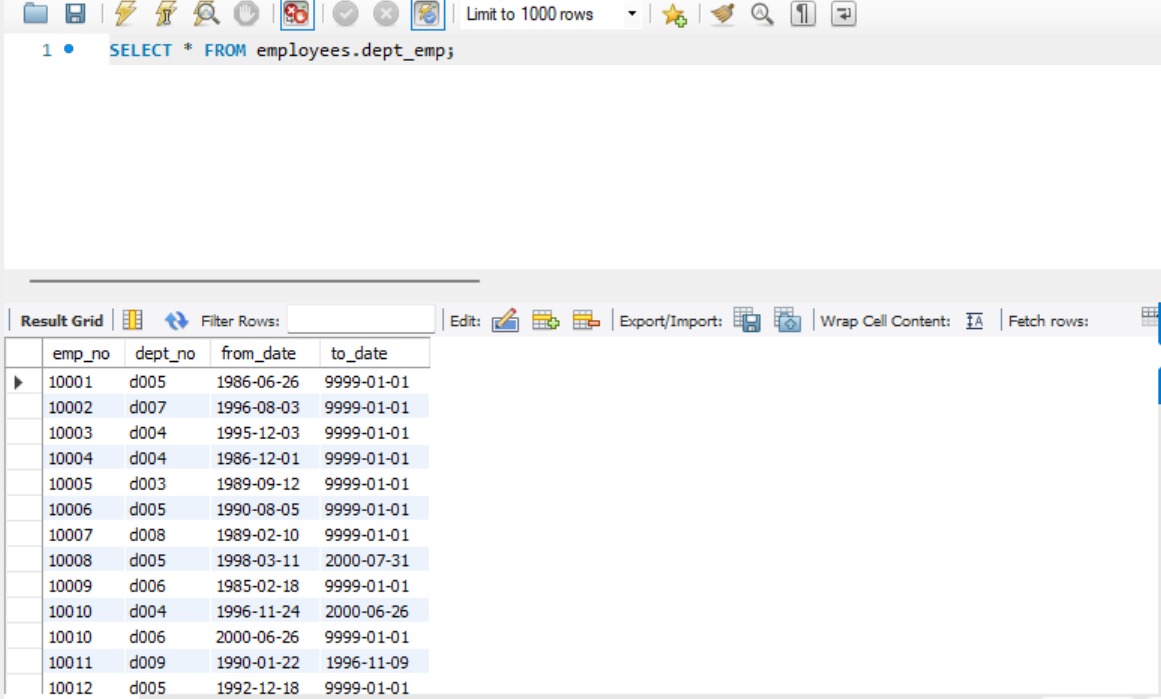 Limit to 1000 rows
1 SELECT * FROM employees.dept_emp;
Result Grid Filter Rows: Edit: Export/Import: Wrap Cell Content: IA Fetch rows:
emp_no dept_no from_date to_date
10001 d005 1986-06-26 9999-01-01
10002 d007 1996-08-03 9999-01-01
10003 d004 1995-12-03 9999-01-01
10004 d004 1986-12-01 9999-01-01
10005 d003 1989-09-12 9999-01-01
10006 d005 1990-08-05 9999-01-01
10007 d008 1989-02-10 9999-01-01
10008 d005 1998-03-11 2000-07-31
10009 d006 1985-02-18 9999-01-01
10010 d004 1996-11-24 2000-06-26
10010 d006 2000-06-26 9999-01-01
10011 d009 1990-01-22 1996-11-09
10012 d005 1992-12-18 9999-01-01